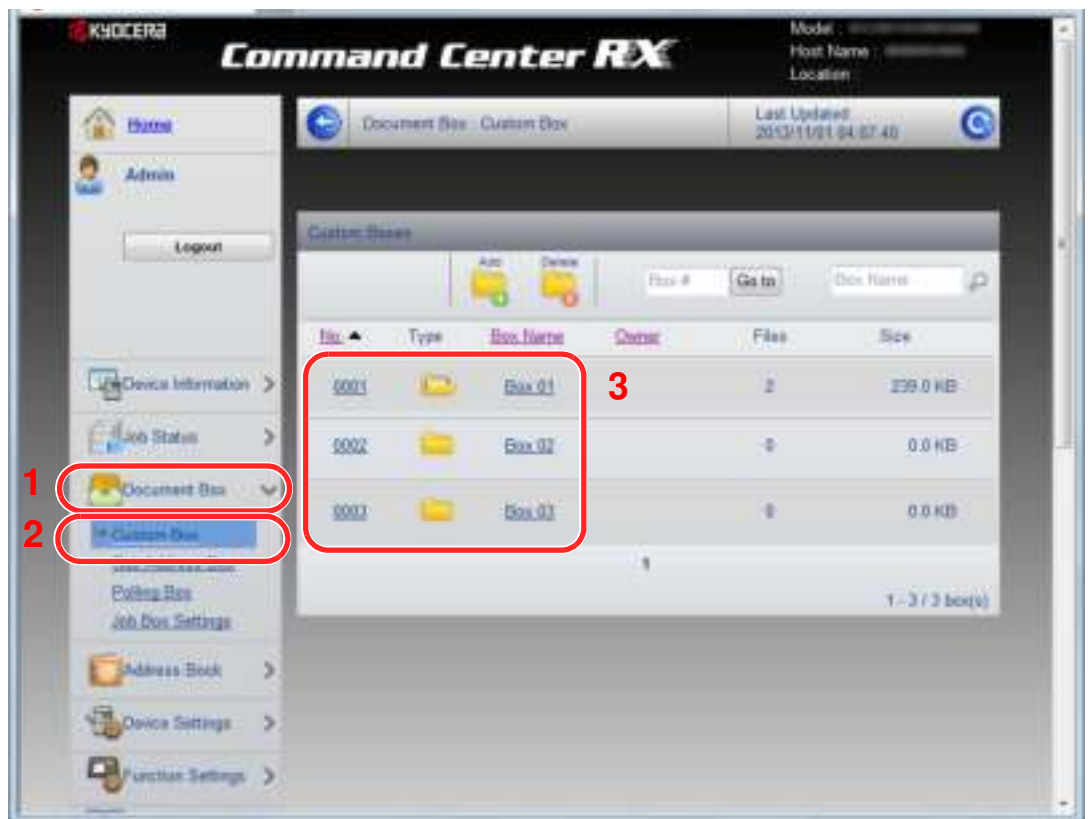 KYOCERA
Command Center RX
Model :
Host Name :
Location :
Home
Admin
Logout
Document Box : Custom Box
Last Updated :
2013/11/01 04:07:40
Custom Boxes
Add
Delete
Box #
Go to
Box Name
No.
Type
Box Name
Owner
Files
Size
0001
Box 01
3
2
239.0 KB
0002
Box 02
0
0.0 KB
0003
Box 03
0
0.0 KB
1
1 - 3 / 3 box(s)
Device Information
Job Status
1
Document Box
2
Custom Box
Polling Box
Job Box Settings
Address Book
Device Settings
Function Settings